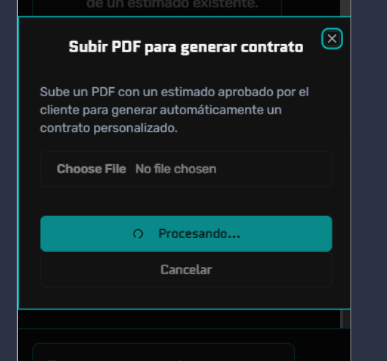 de un estimado existente.
Subir PDF para generar contrato
Sube un PDF con un estimado aprobado por el
cliente para generar automáticamente un
contrato personalizado.
Choose File No file chosen
Procesando...
Cancelar